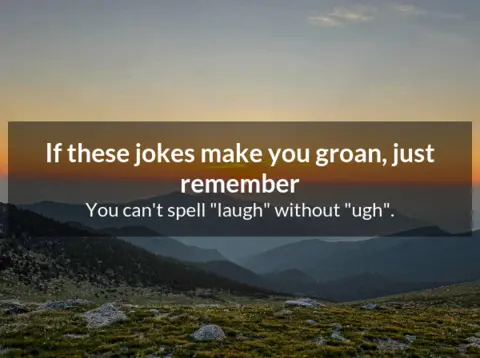 If these jokes make you groan, just
remember
You can't spell "laugh" without "ugh".